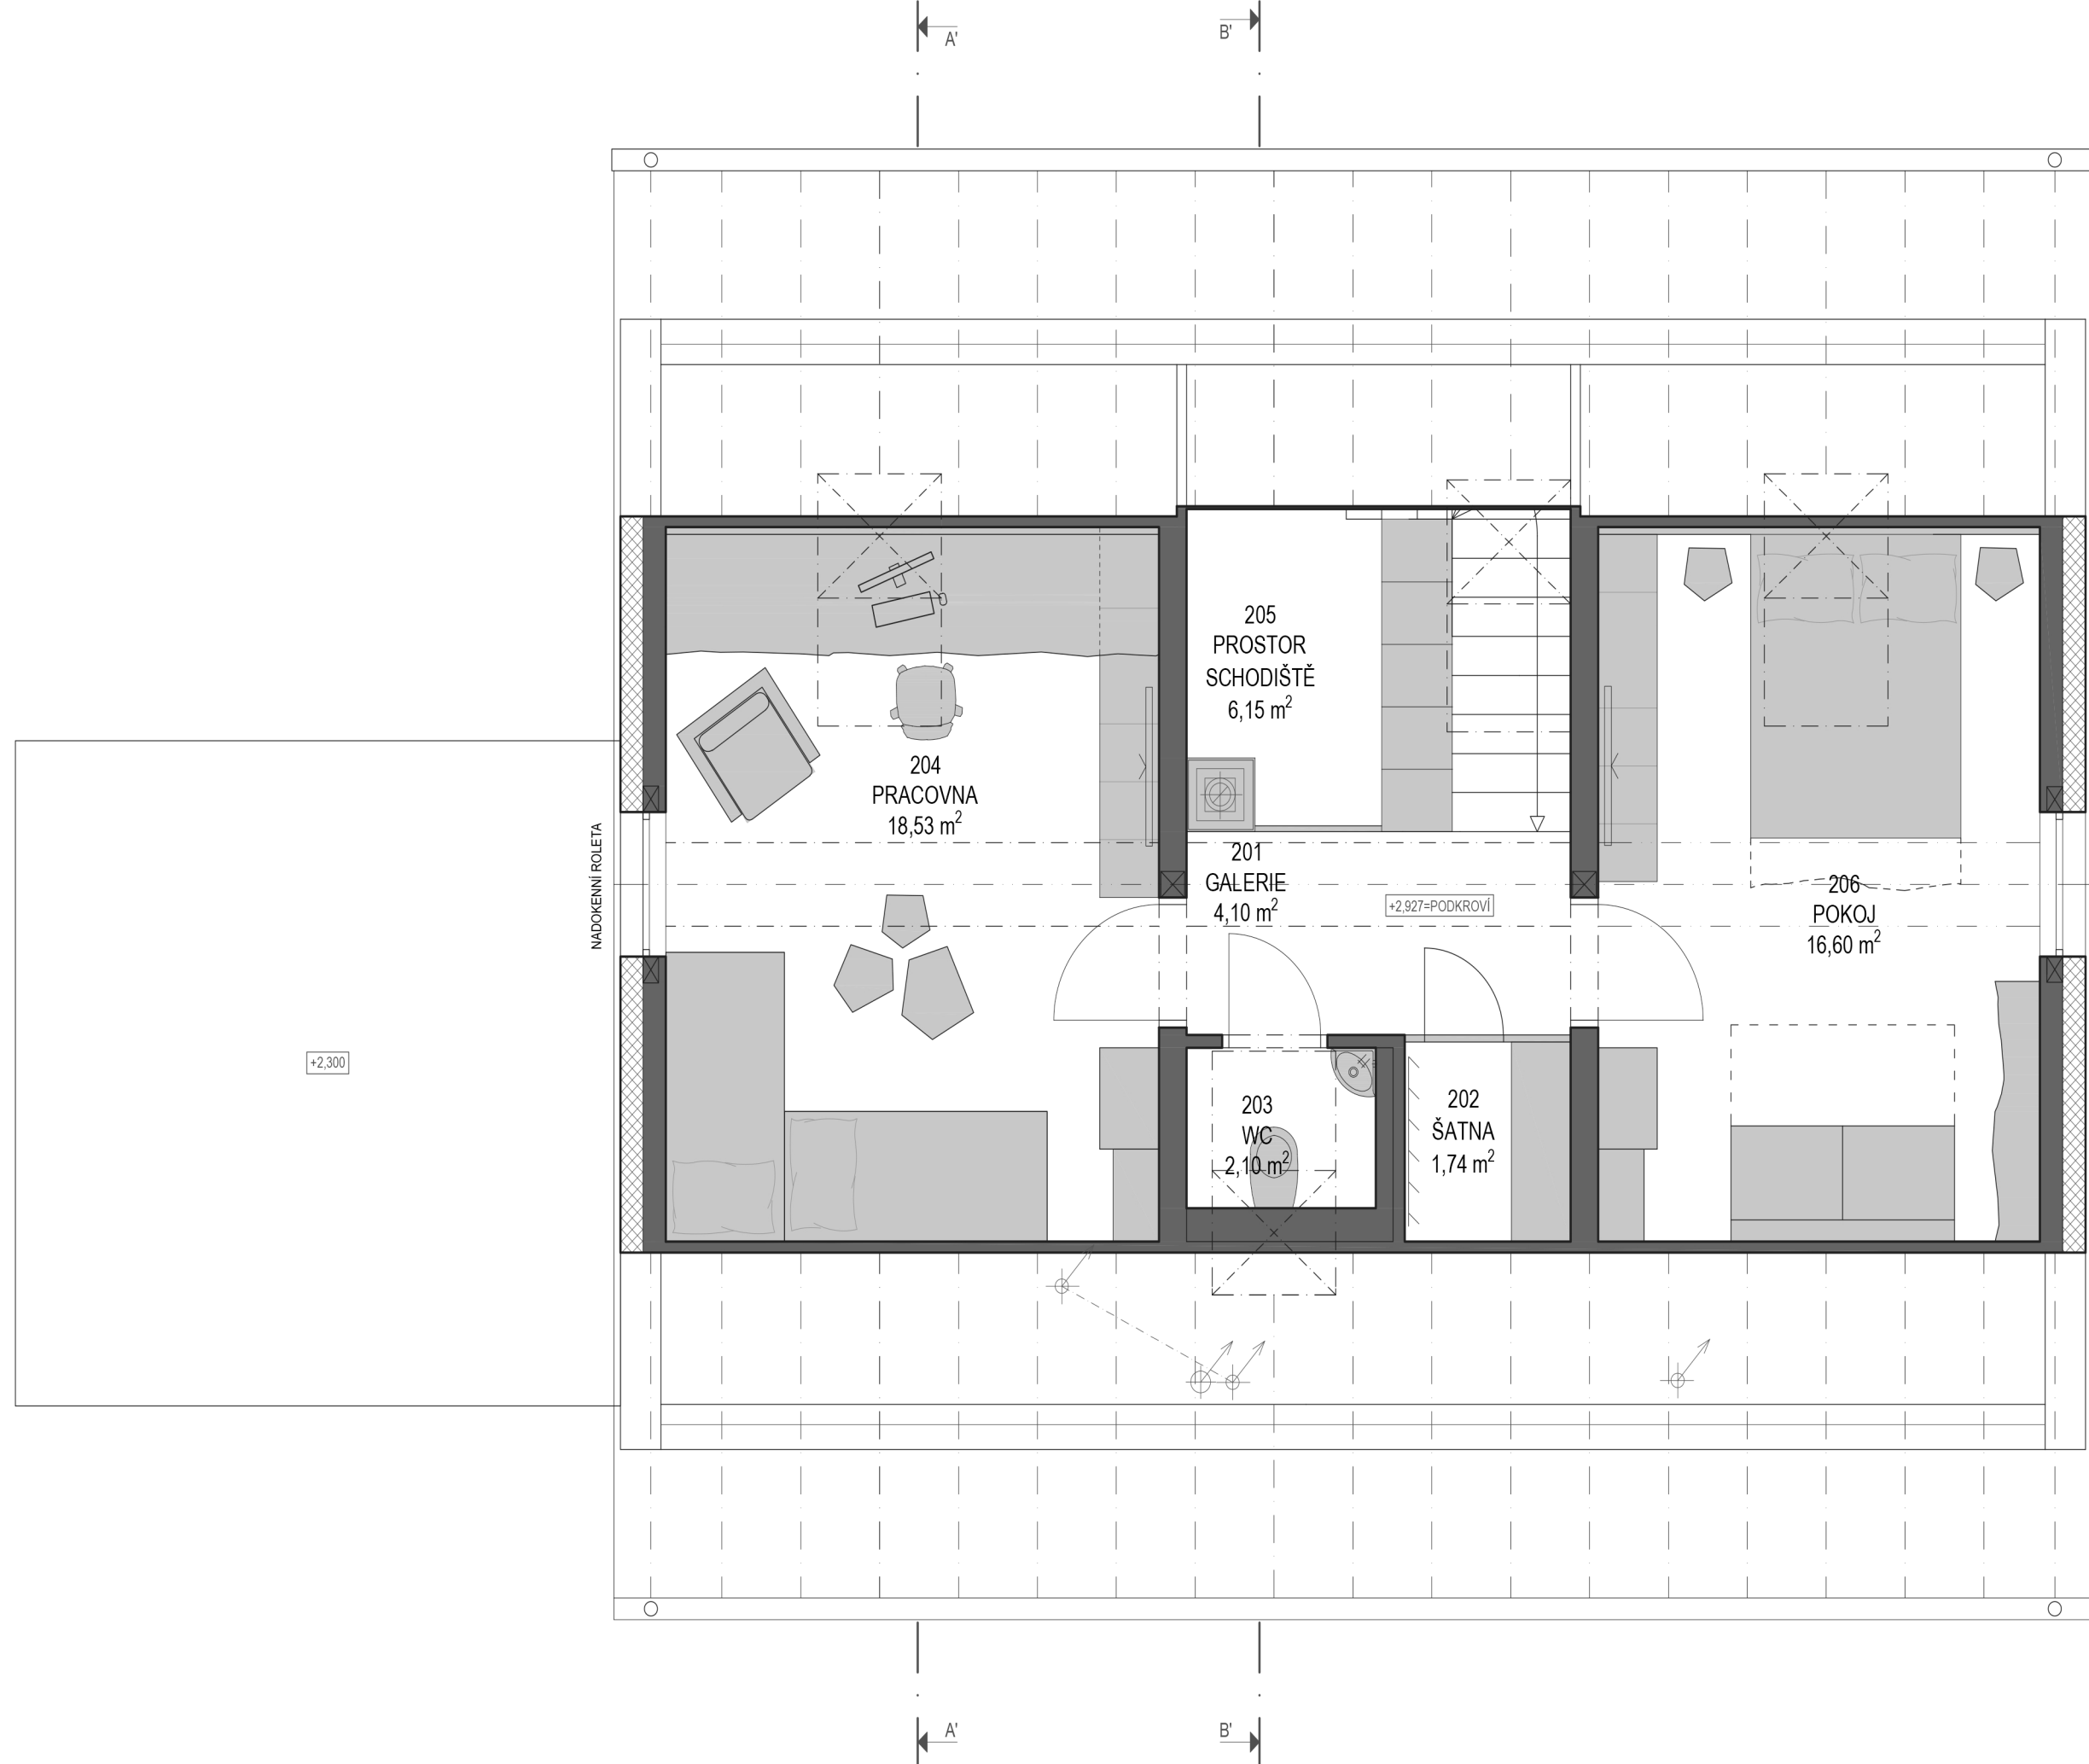 A'
B'
205
PROSTOR
SCHODIŠTĚ
6,15 m²
204
PRACOVNA
18,53 m²
NADOKENNÍ ROLETA
201
GALERIE
4,10 m²
+2,927=PODKROVÍ
206
POKOJ
16,60 m²
+2,300
203
WC
2,10 m²
202
ŠATNA
1,74 m²
A'
B'